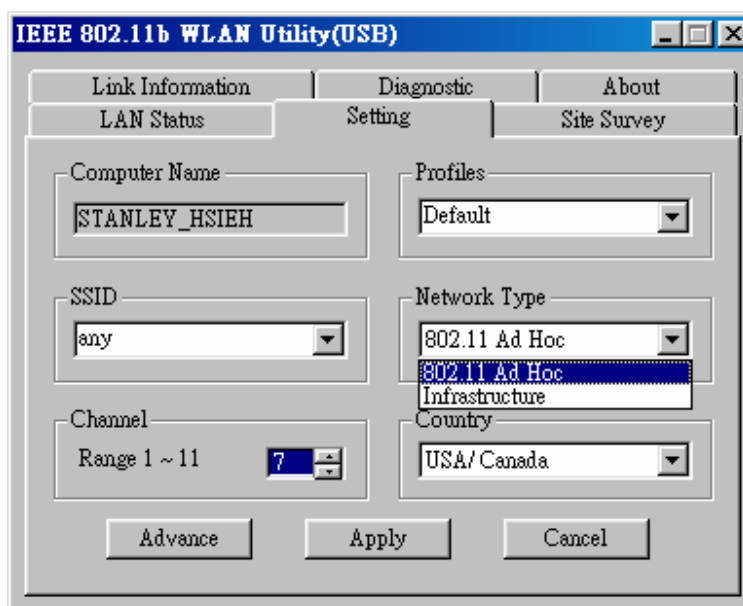 IEEE 802.11b WLAN Utility(USB)
Link Information Diagnostic About
LAN Status Setting Site Survey
Computer Name
STANLEY_HSIEH
Profiles
Default
SSID
any
Network Type
802.11 Ad Hoc
802.11 Ad Hoc
Infrastructure
Channel
Range 1 ~ 11 7
Country
USA/ Canada
Advance Apply Cancel